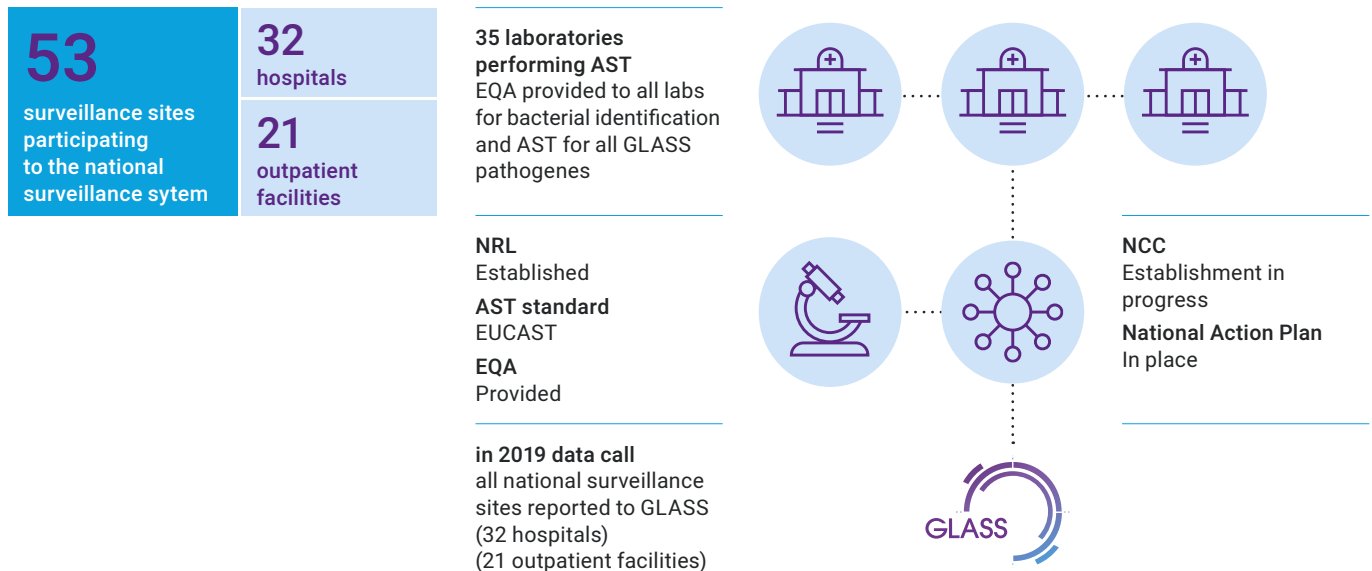 53
surveillance sites
participating
to the national
surveillance sytem
32
hospitals
21
outpatient
facilities
35 laboratories
performing AST
EQA provided to all labs
for bacterial identification
and AST for all GLASS
pathogenes
NRL
Established
AST standard
EUCAST
EQA
Provided
NCC
Establishment in
progress
National Action Plan
In place
in 2019 data call
all national surveillance
sites reported to GLASS
(32 hospitals)
(21 outpatient facilities)
GLASS